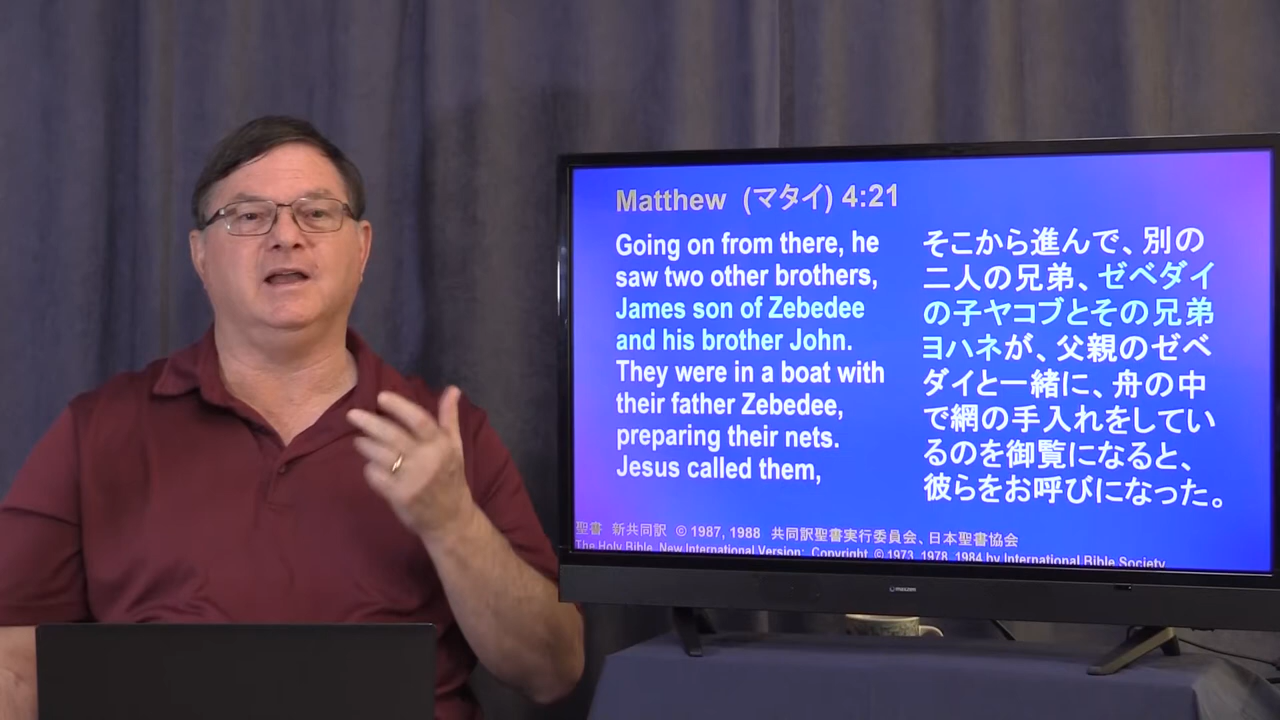 Matthew (マタイ) 4:21
Going on from there, he
saw two other brothers,
James son of Zebedee
and his brother John.
They were in a boat with
their father Zebedee,
preparing their nets.
Jesus called them,
そこから進んで、別の
二人の兄弟、ゼベダイ
の子ヤコブとその兄弟
ヨハネが、父親のゼベ
ダイと一緒に、舟の中
で網の手入れをしてい
るのを御覧になると、
彼らをお呼びになった。
聖書 新共同訳 © 1987, 1988 共同訳聖書実行委員会、日本聖書協会
The Holy Bible, New International Version: Copyright © 1973, 1978, 1984 by International Bible Society